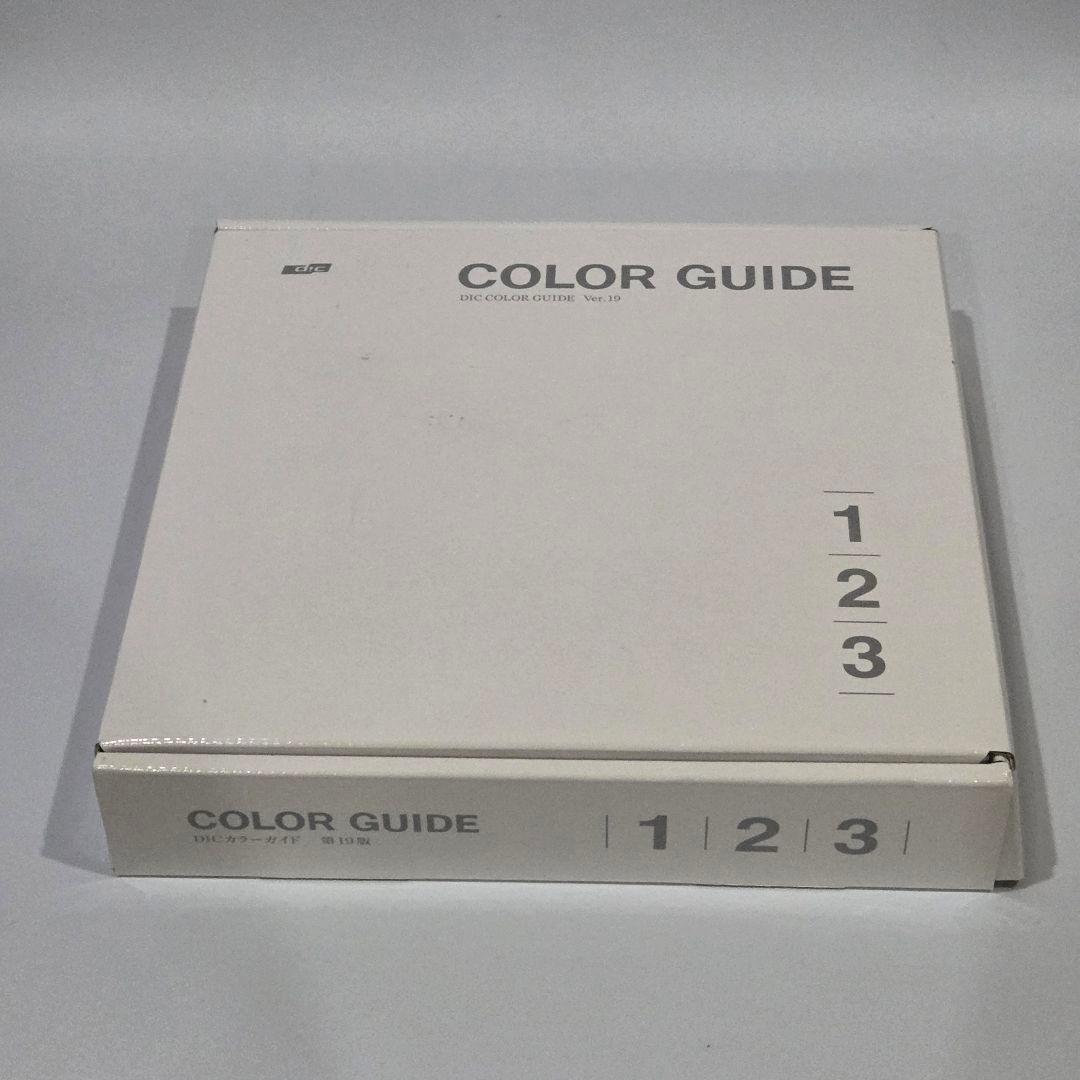 dic
COLOR GUIDE
DIC COLOR GUIDE Ver.19
1
2
3
COLOR GUIDE
DICカラーガイド 第19版
1 2 3